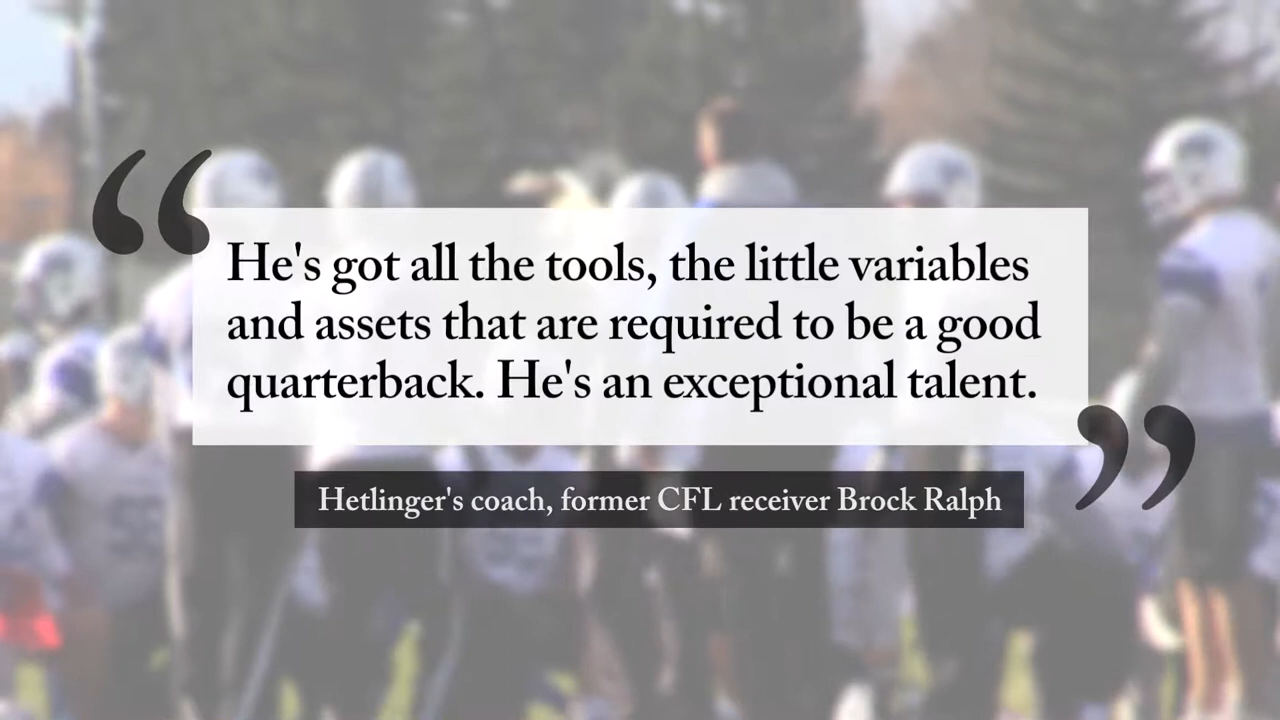 “
He's got all the tools, the little variables
and assets that are required to be a good
quarterback. He's an exceptional talent.
”
Hetlinger's coach, former CFL receiver Brock Ralph